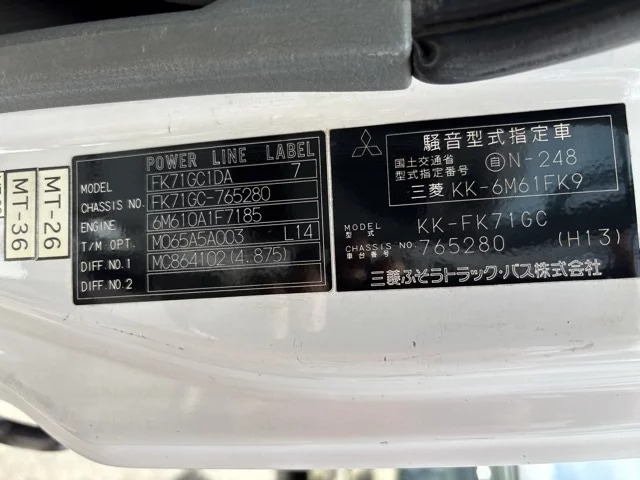 POWER LINE LABEL
MODEL FK71GC1DA 7
CHASSIS NO. FK71GC-765280
ENGINE 6M610A1F7185
T/M OPT. M065A5A003 L14
DIFF NO.1 MC864102(4.875)
DIFF NO.2
騒音型式指定車
国土交通省
型式指定番号 自N-248
三菱 KK-6M61FK9
MODEL
型式 KK-FK71GC
CHASSIS NO.
車台番号 765280 (H13)
三菱ふそうトラック・バス株式会社
MT-36
MT-26